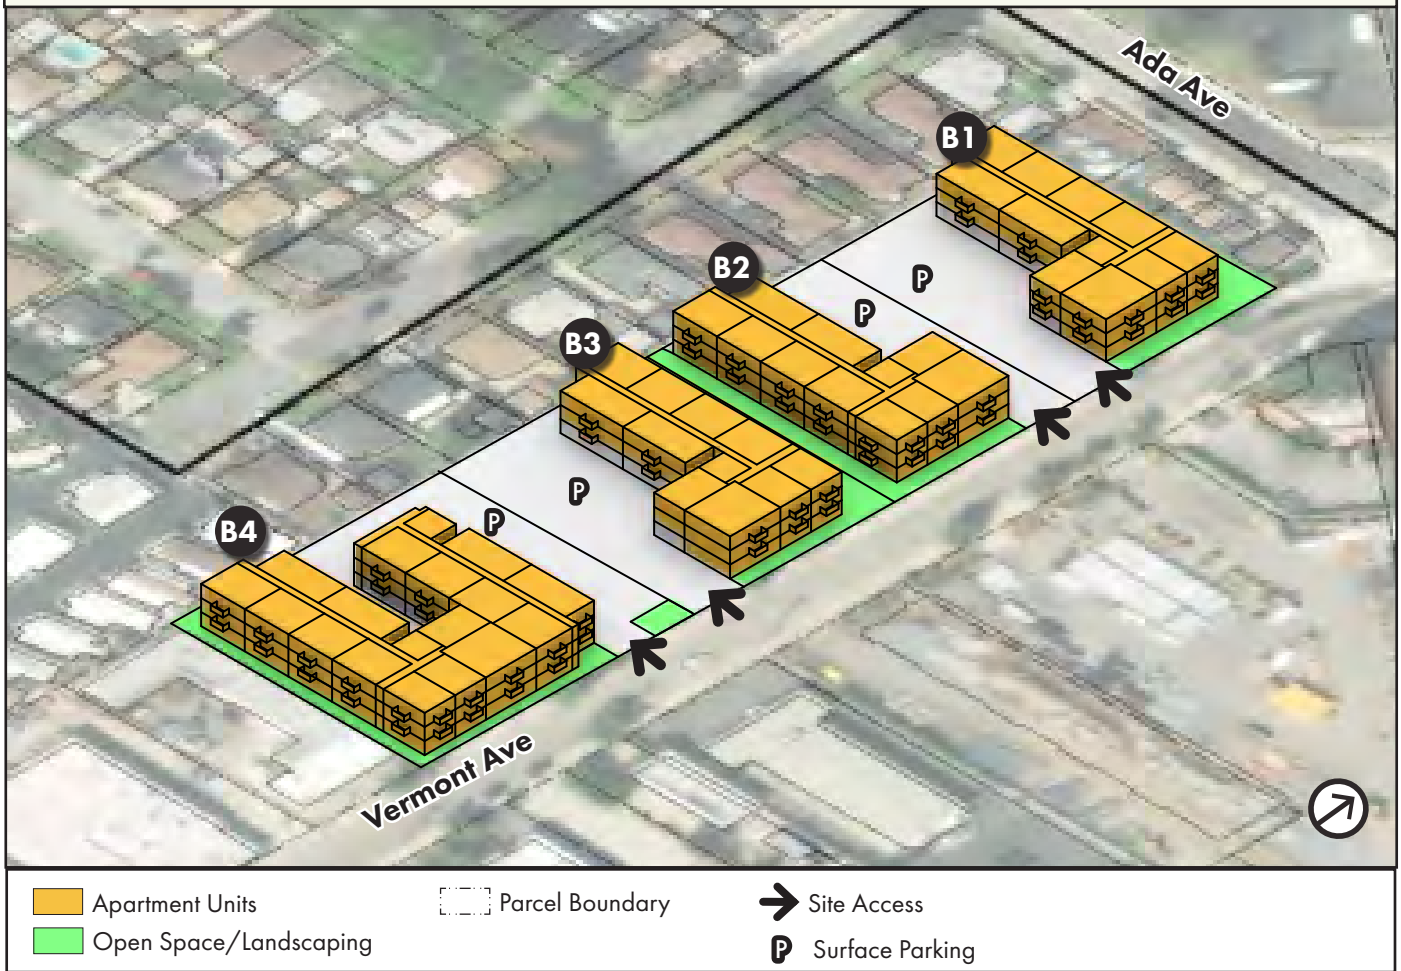 Ada Ave
B1
P
B2
P
B3
P
P
B4
Vermont Ave
Apartment Units
Parcel Boundary
Site Access
Open Space/Landscaping
P Surface Parking